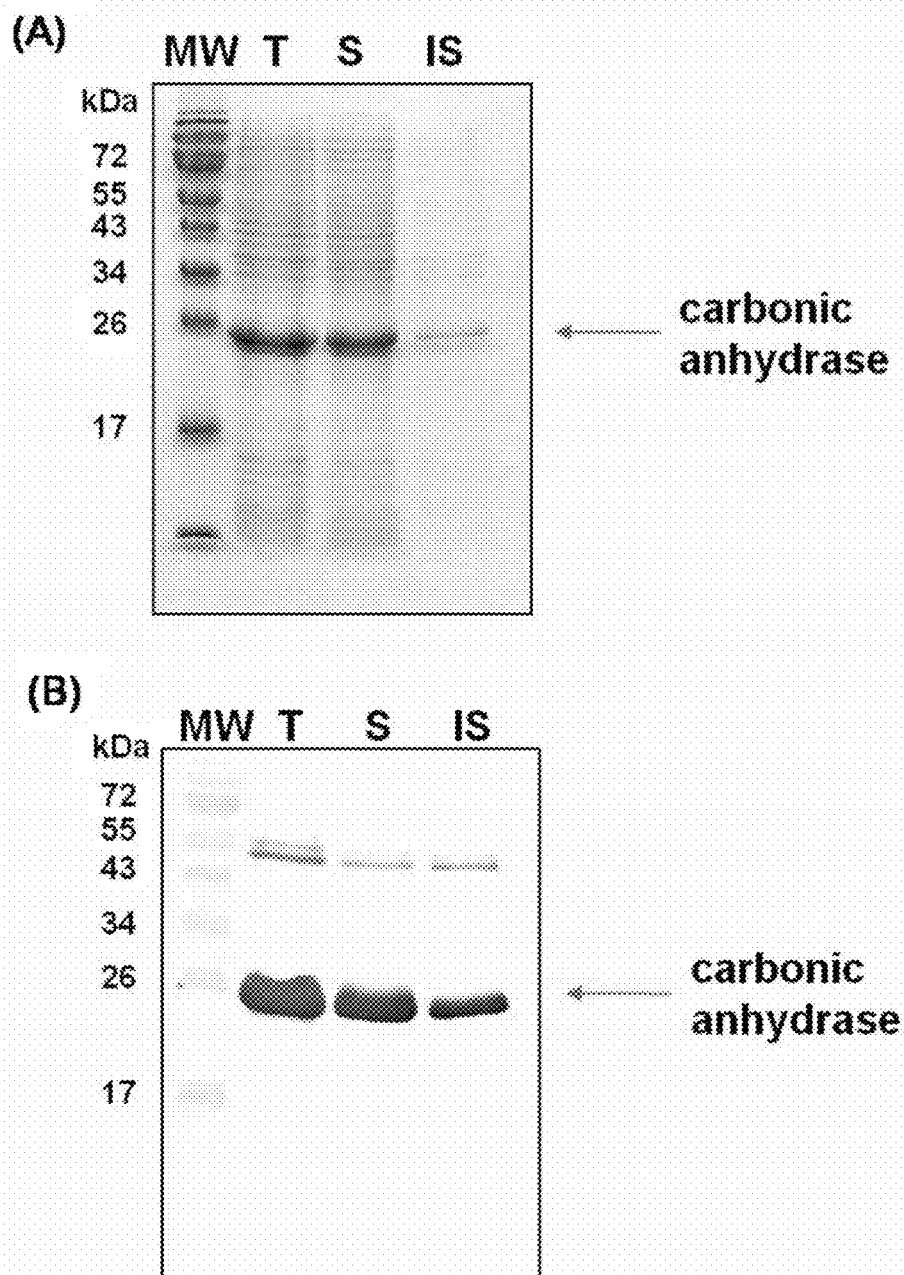 (A)
MW T S IS
kDa
72
55
43
34
26
17
carbonic
anhydrase
(B)
MW T S IS
kDa
72
55
43
34
26
17
carbonic
anhydrase